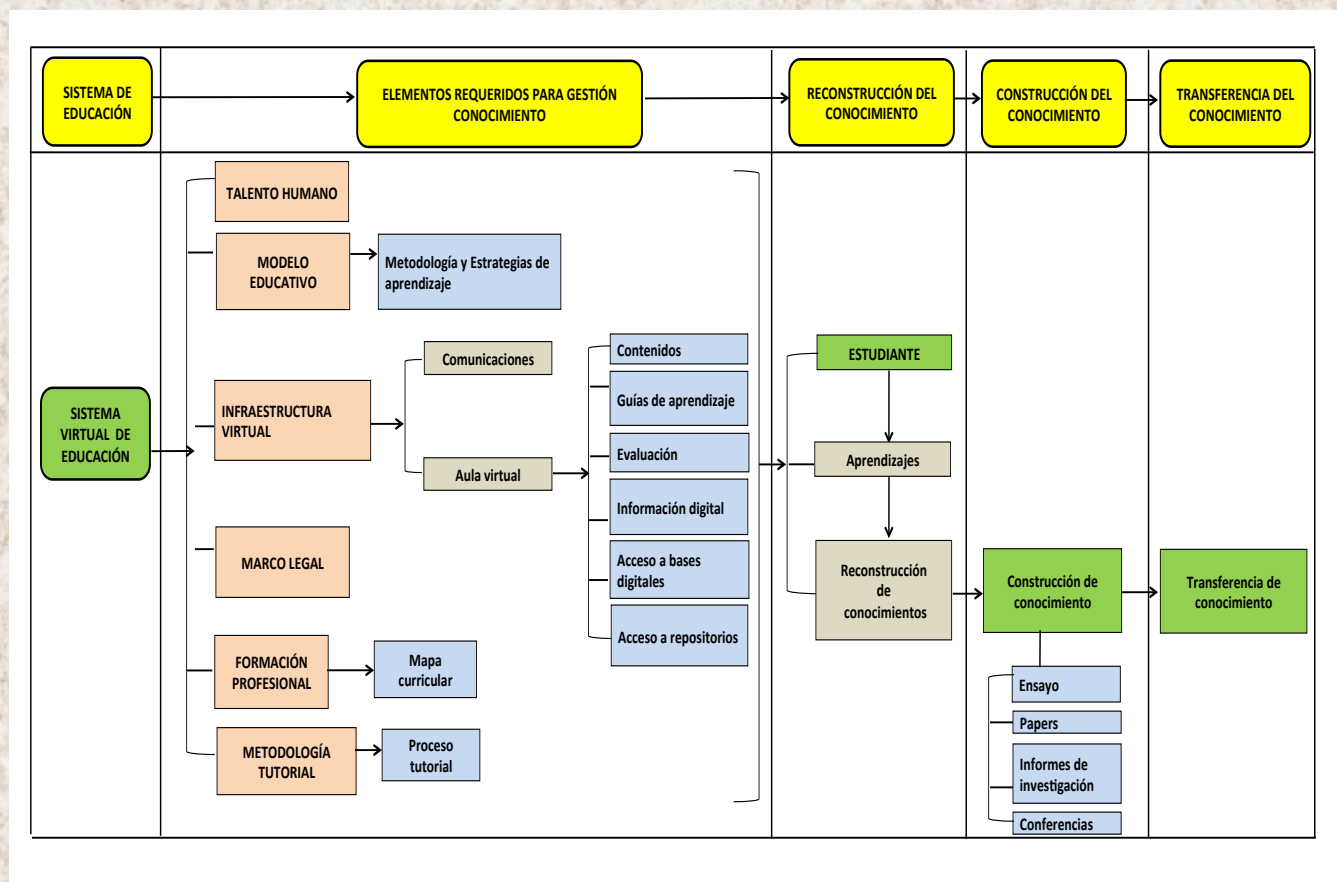 SISTEMA DE
EDUCACIÓN
ELEMENTOS REQUERIDOS PARA GESTIÓN
CONOCIMIENTO
RECONSTRUCCIÓN DEL
CONOCIMIENTO
CONSTRUCCIÓN DEL
CONOCIMIENTO
TRANSFERENCIA DEL
CONOCIMIENTO
SISTEMA
VIRTUAL DE
EDUCACIÓN
TALENTO HUMANO
MODELO
EDUCATIVO
Metodología y Estrategias de
aprendizaje
INFRAESTRUCTURA
VIRTUAL
Comunicaciones
Aula virtual
Contenidos
Guías de aprendizaje
Evaluación
Información digital
Acceso a bases
digitales
Acceso a repositorios
MARCO LEGAL
FORMACIÓN
PROFESIONAL
Mapa
curricular
METODOLOGÍA
TUTORIAL
Proceso
tutorial
ESTUDIANTE
Aprendizajes
Reconstrucción
de
conocimientos
Construcción de
conocimiento
Ensayo
Papers
Informes de
investigación
Conferencias
Transferencia de
conocimiento